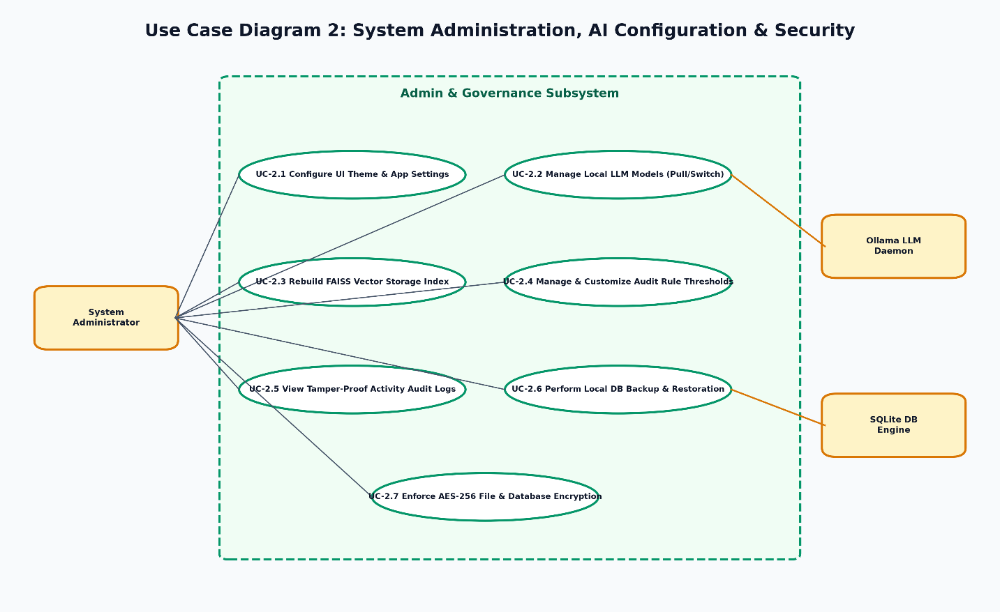 Use Case Diagram 2: System Administration, AI Configuration & Security
Admin & Governance Subsystem
UC-2.1 Configure UI Theme & App Settings
UC-2.2 Manage Local LLM Models (Pull/Switch)
Ollama LLM
Daemon
UC-2.3 Rebuild FAISS Vector Storage Index
UC-2.4 Manage & Customize Audit Rule Thresholds
System
Administrator
UC-2.5 View Tamper-Proof Activity Audit Logs
UC-2.6 Perform Local DB Backup & Restoration
SQLite DB
Engine
UC-2.7 Enforce AES-256 File & Database Encryption